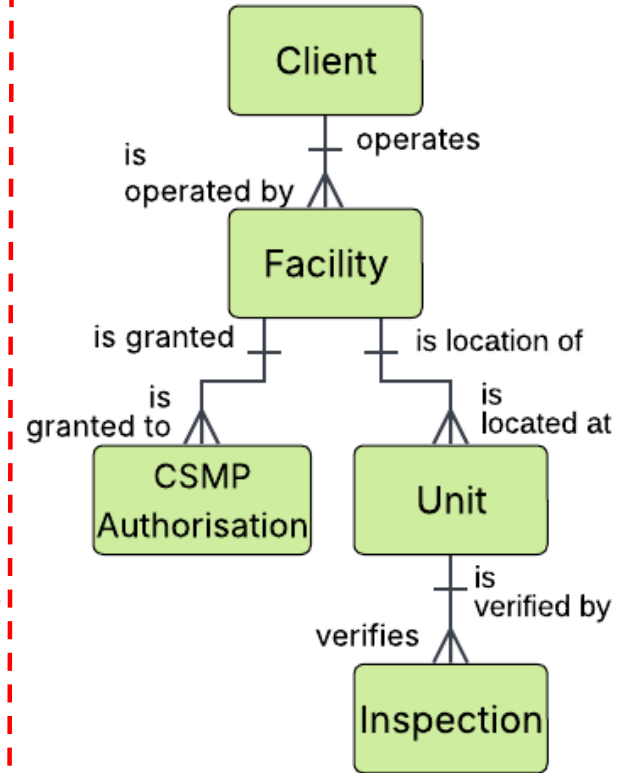 Client
operates
is
operated by
Facility
is granted
is location of
is
granted to
is
located at
CSMP
Authorisation
Unit
is
verified by
verifies
Inspection